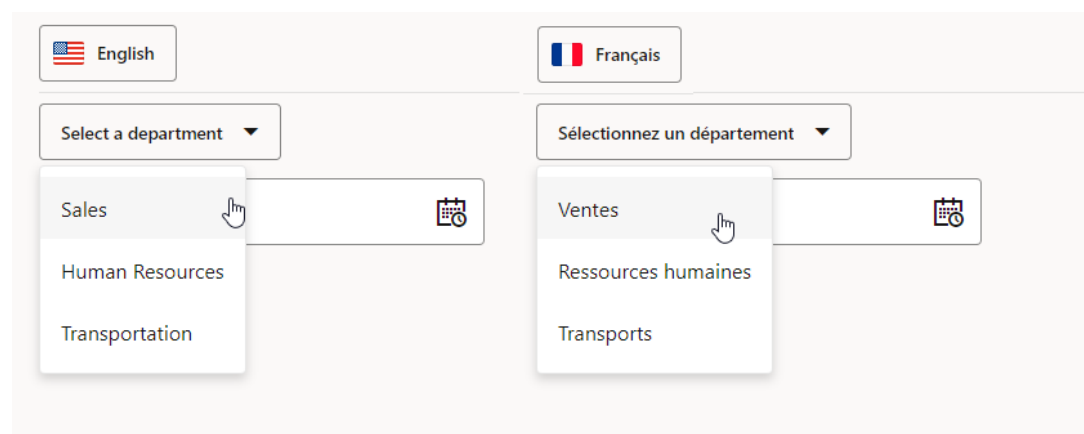 English
Select a department
Sales
Human Resources
Transportation
Français
Sélectionnez un département
Ventes
Ressources humaines
Transports